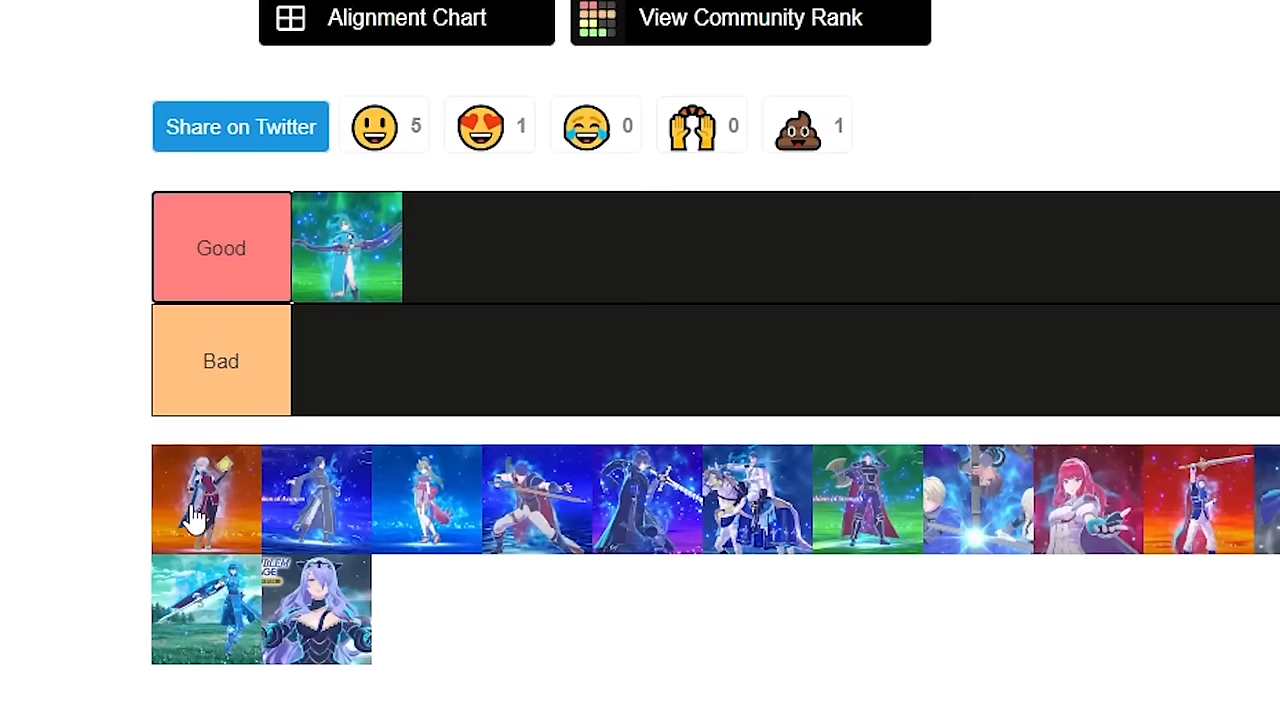 Alignment Chart
View Community Rank
Share on Twitter
5
1
0
0
1
Good
Bad